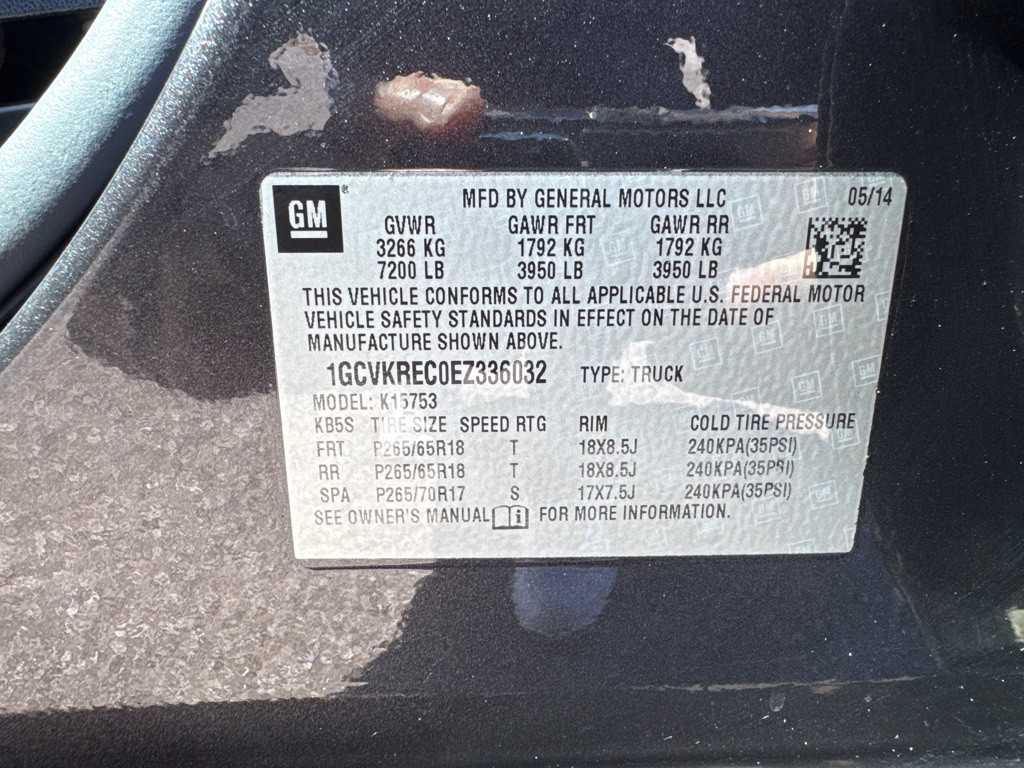 GM
MFD BY GENERAL MOTORS LLC 05/14
GVWR GAWR FRT GAWR RR
3266 KG 1792 KG 1792 KG
7200 LB 3950 LB 3950 LB
THIS VEHICLE CONFORMS TO ALL APPLICABLE U.S. FEDERAL MOTOR
VEHICLE SAFETY STANDARDS IN EFFECT ON THE DATE OF
MANUFACTURE SHOWN ABOVE.
1GCVKREC0EZ336032 TYPE: TRUCK
MODEL: K15753
KB5S TIRE SIZE SPEED RTG RIM COLD TIRE PRESSURE
FRT P265/65R18 T 18X8.5J 240KPA(35PSI)
RR P265/65R18 T 18X8.5J 240KPA(35PSI)
SPA P265/70R17 S 17X7.5J 240KPA(35PSI)
SEE OWNER'S MANUAL FOR MORE INFORMATION.